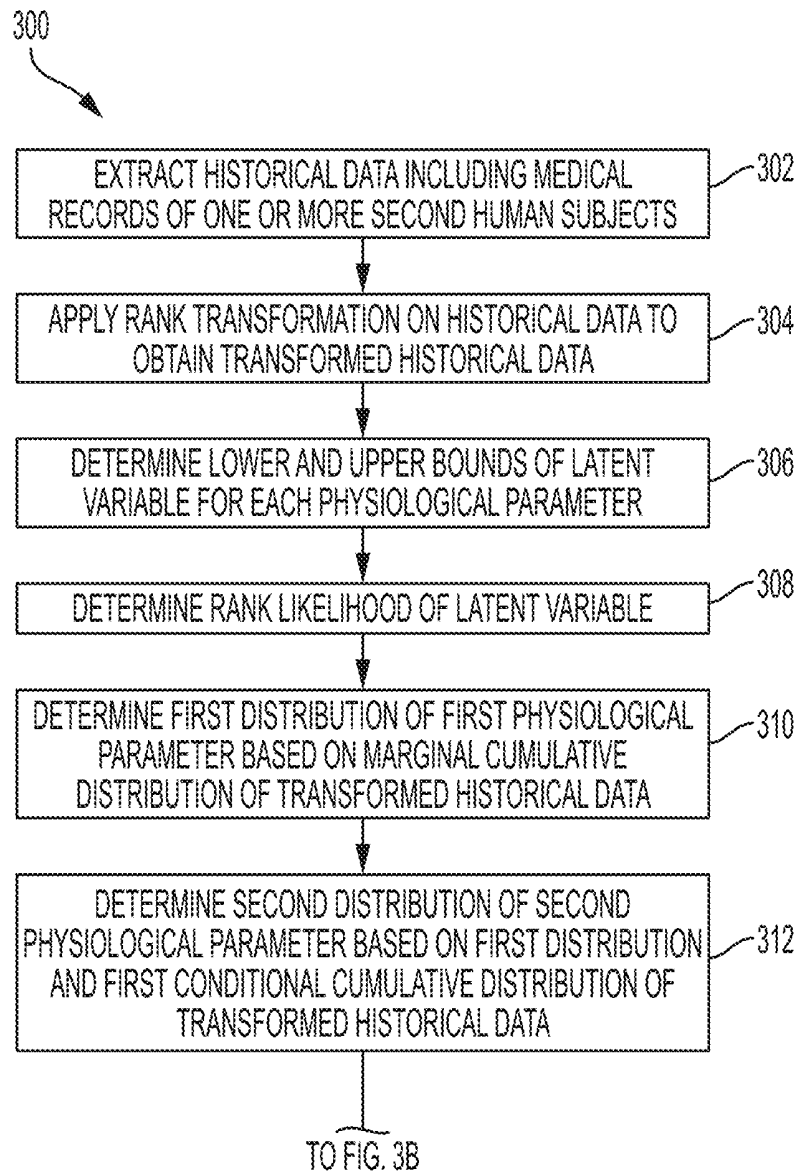 300
EXTRACT HISTORICAL DATA INCLUDING MEDICAL
RECORDS OF ONE OR MORE SECOND HUMAN SUBJECTS
302
APPLY RANK TRANSFORMATION ON HISTORICAL DATA TO
OBTAIN TRANSFORMED HISTORICAL DATA
304
DETERMINE LOWER AND UPPER BOUNDS OF LATENT
VARIABLE FOR EACH PHYSIOLOGICAL PARAMETER
306
DETERMINE RANK LIKELIHOOD OF LATENT VARIABLE
308
DETERMINE FIRST DISTRIBUTION OF FIRST PHYSIOLOGICAL
PARAMETER BASED ON MARGINAL CUMULATIVE
DISTRIBUTION OF TRANSFORMED HISTORICAL DATA
310
DETERMINE SECOND DISTRIBUTION OF SECOND
PHYSIOLOGICAL PARAMETER BASED ON FIRST DISTRIBUTION
AND FIRST CONDITIONAL CUMULATIVE DISTRIBUTION OF
TRANSFORMED HISTORICAL DATA
312
TO FIG. 3B